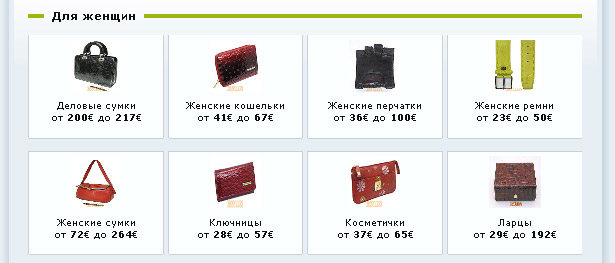 Для женщин
Деловые сумки
от 200€ до 217€
Женские кошельки
от 41€ до 67€
Женские перчатки
от 36€ до 100€
Женские ремни
от 23€ до 50€
Женские сумки
от 72€ до 264€
Ключницы
от 28€ до 57€
Косметички
от 37€ до 65€
Ларцы
от 29€ до 192€